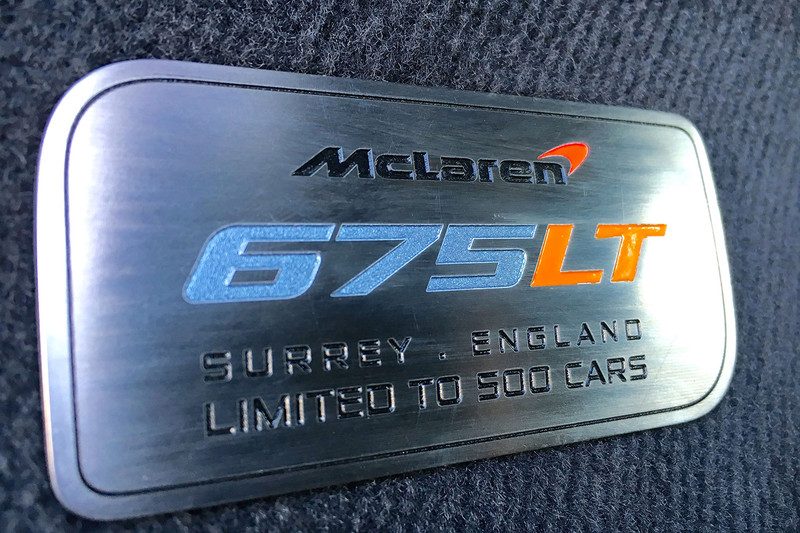 McLaren
675LT
SURREY . ENGLAND
LIMITED TO 500 CARS